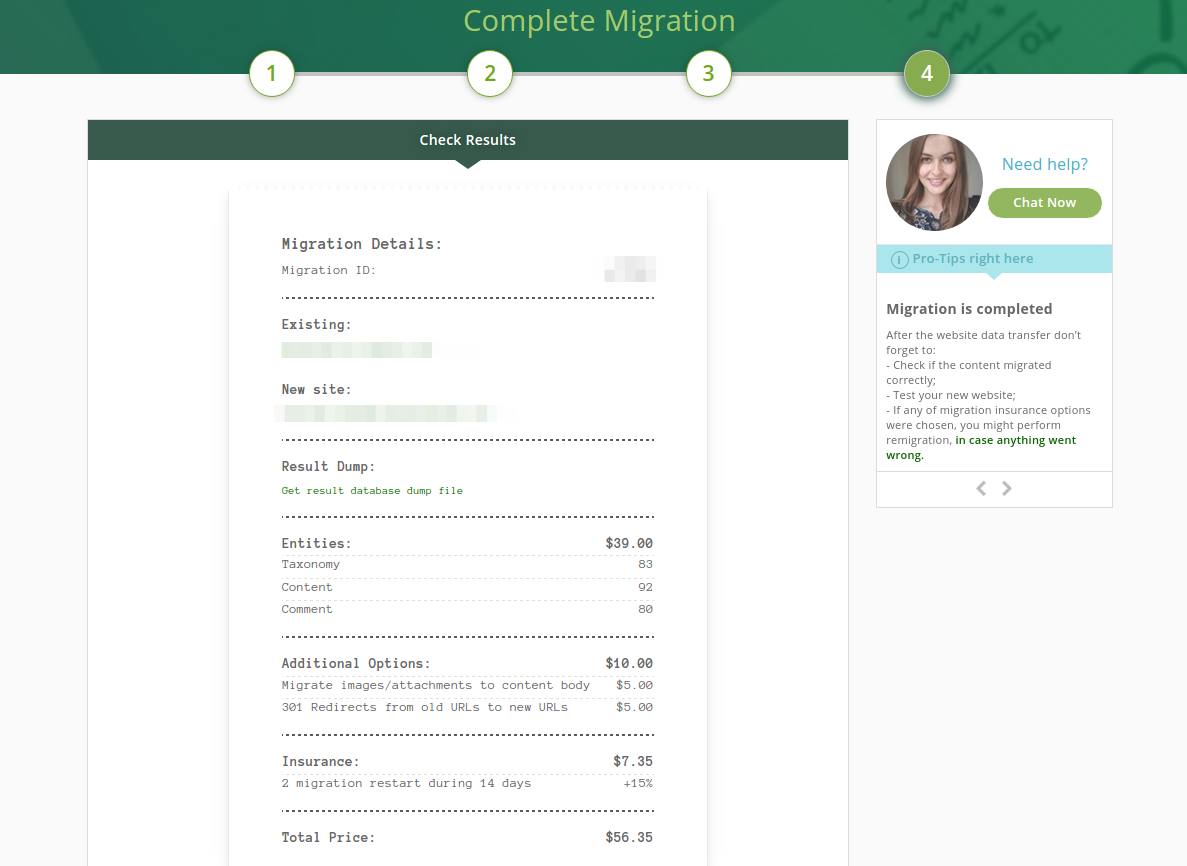 Complete Migration
1 2 3 4
Check Results
Migration Details:
Migration ID:
Existing:
New site:
Result Dump:
Get result database dump file
Entities: $39.00
Taxonomy 83
Content 92
Comment 80
Additional Options: $10.00
Migrate images/attachments to content body $5.00
301 Redirects from old URLs to new URLs $5.00
Insurance: $7.35
2 migration restart during 14 days +15%
Total Price: $56.35
Need help?
Chat Now
i Pro-Tips right here
Migration is completed
After the website data transfer don't
forget to:
- Check if the content migrated
correctly;
- Test your new website;
- If any of migration insurance options
were chosen, you might perform
remigration, in case anything went
wrong.